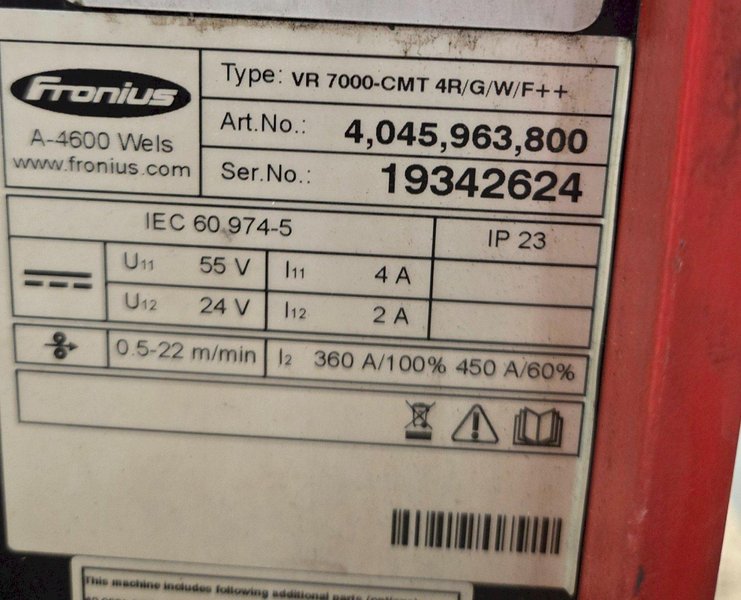 Fronius
A-4600 Wels
www.fronius.com
Type: VR 7000-CMT 4R/G/W/F++
Art.No.: 4,045,963,800
Ser.No.: 19342624
IEC 60 974-5 IP 23
U11 55 V I11 4 A
U12 24 V I12 2 A
0.5-22 m/min I2 360 A/100% 450 A/60%
This machine includes following additional parts